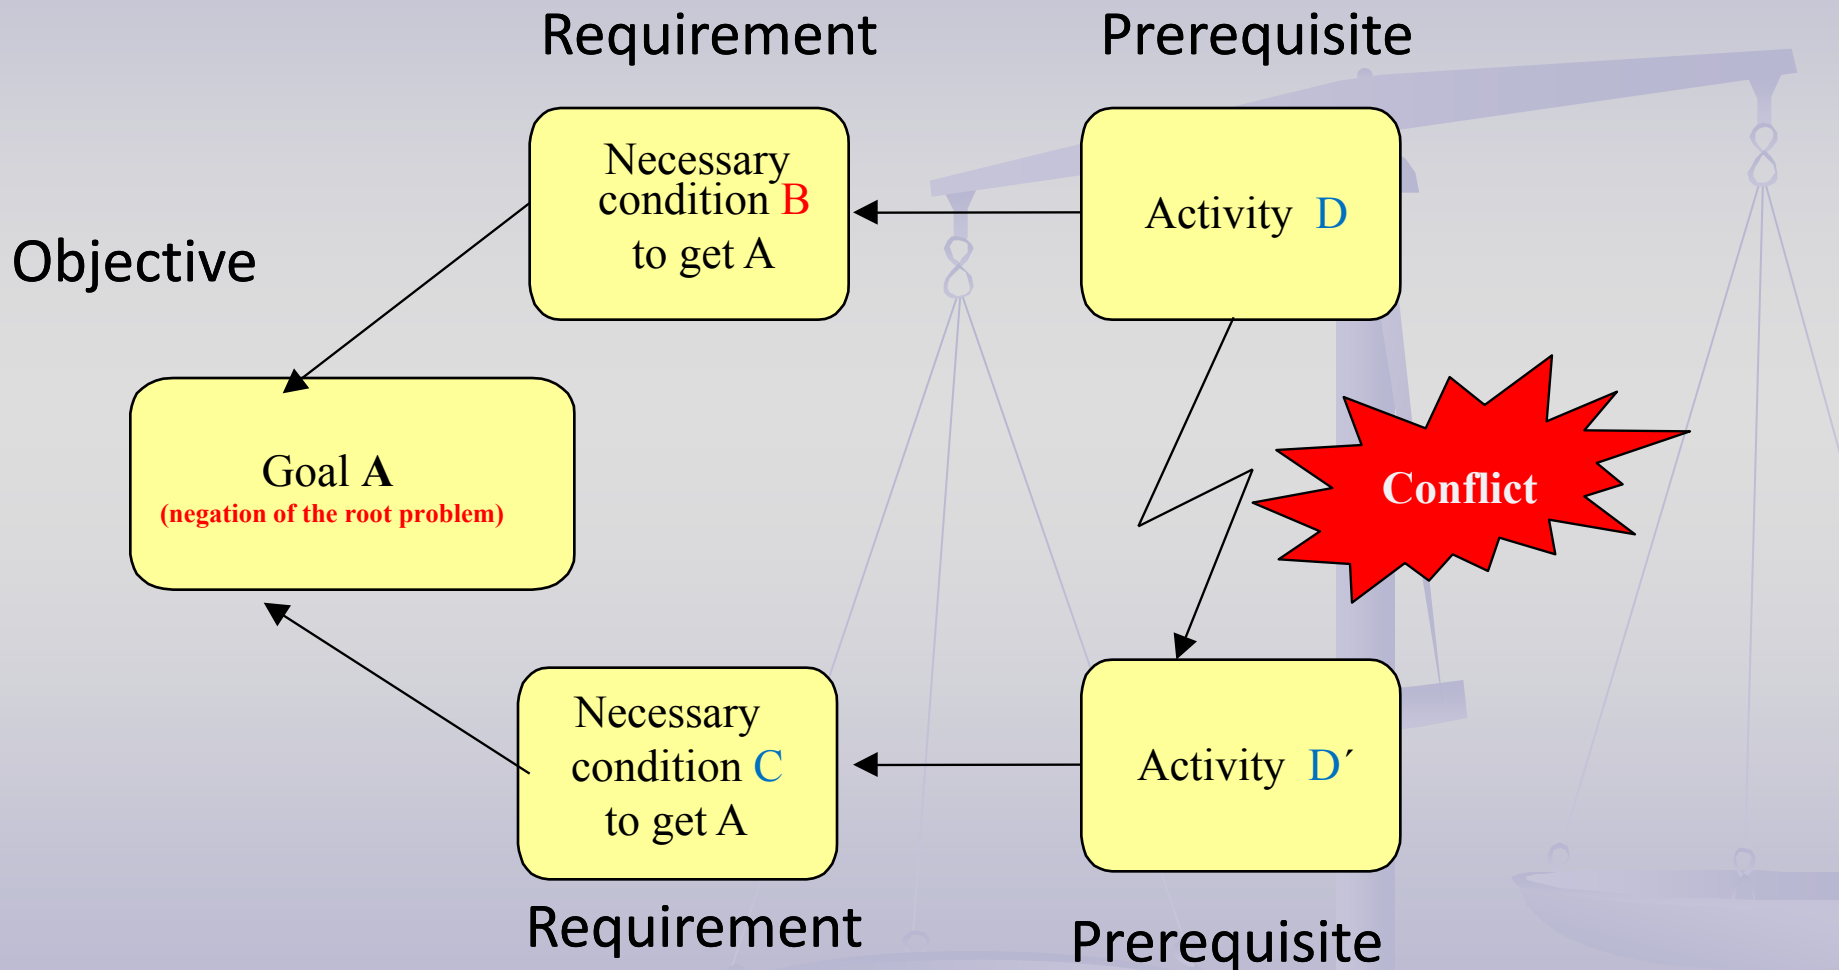 Requirement
Prerequisite
Necessary
condition B
to get A
Activity D
Objective
Goal A
(negation of the root problem)
Conflict
Necessary
condition C
to get A
Activity D´
Requirement
Prerequisite